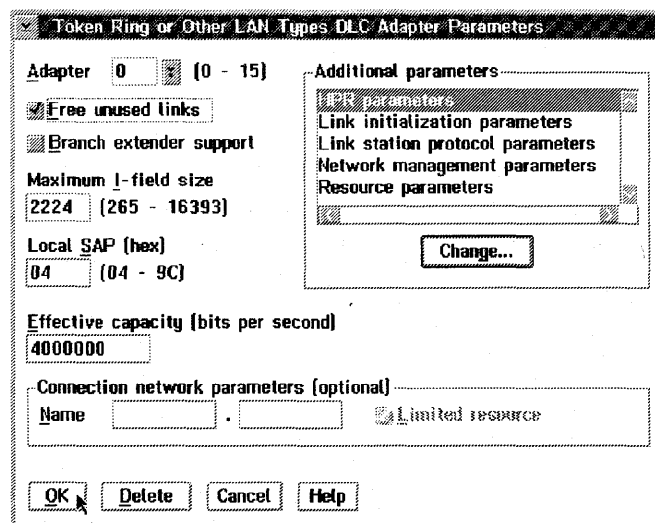 Token Ring or Other LAN Types DLC Adapter Parameters
Adapter 0 (0 - 15)
Free unused links
Branch extender support
Maximum I-field size
2224 (265 - 16393)
Local SAP (hex)
04 (04 - 9C)
Additional parameters
HPR parameters
Link initialization parameters
Link station protocol parameters
Network management parameters
Resource parameters
Change...
Effective capacity (bits per second)
4000000
Connection network parameters (optional)
Name . Limited resource
OK Delete Cancel Help